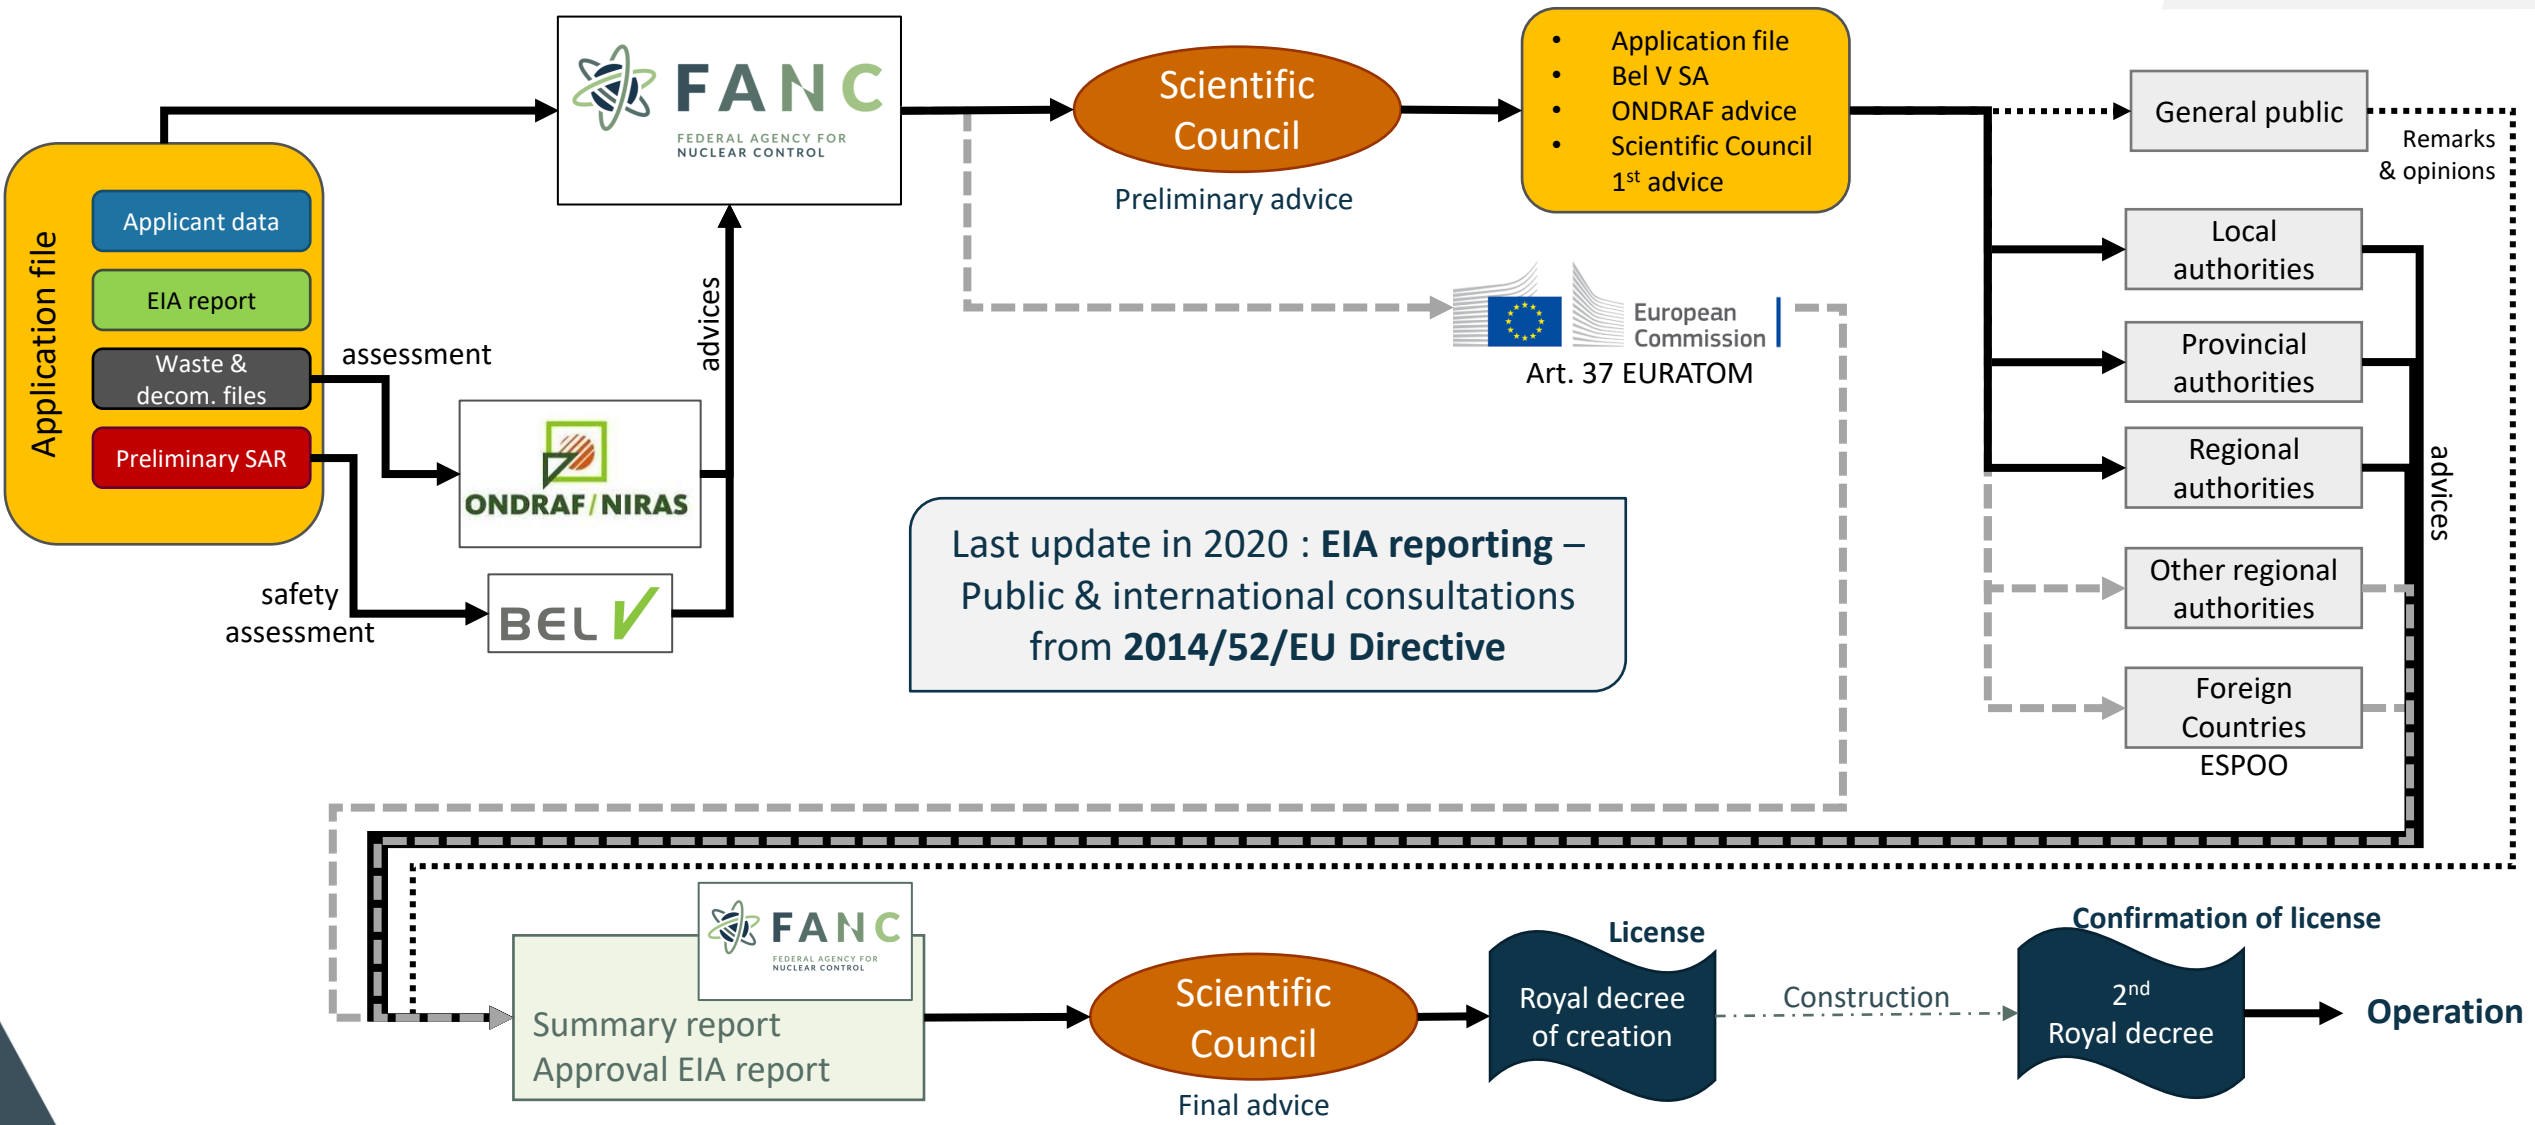 Application file
Applicant data
EIA report
Waste &
decom. files
Preliminary SAR
assessment
safety
assessment
FANC
FEDERAL AGENCY FOR
NUCLEAR CONTROL
advices
ONDRAF/NIRAS
BEL V
Scientific
Council
Preliminary advice
• Application file
• Bel V SA
• ONDRAF advice
• Scientific Council
1st advice
European
Commission
Art. 37 EURATOM
General public
Remarks
& opinions
Local
authorities
Provincial
authorities
Regional
authorities
Other regional
authorities
Foreign
Countries
ESPOO
advices
Last update in 2020 : EIA reporting –
Public & international consultations
from 2014/52/EU Directive
FANC
FEDERAL AGENCY FOR
NUCLEAR CONTROL
Summary report
Approval EIA report
Scientific
Council
Final advice
License
Royal decree
of creation
Construction
Confirmation of license
2nd
Royal decree
Operation